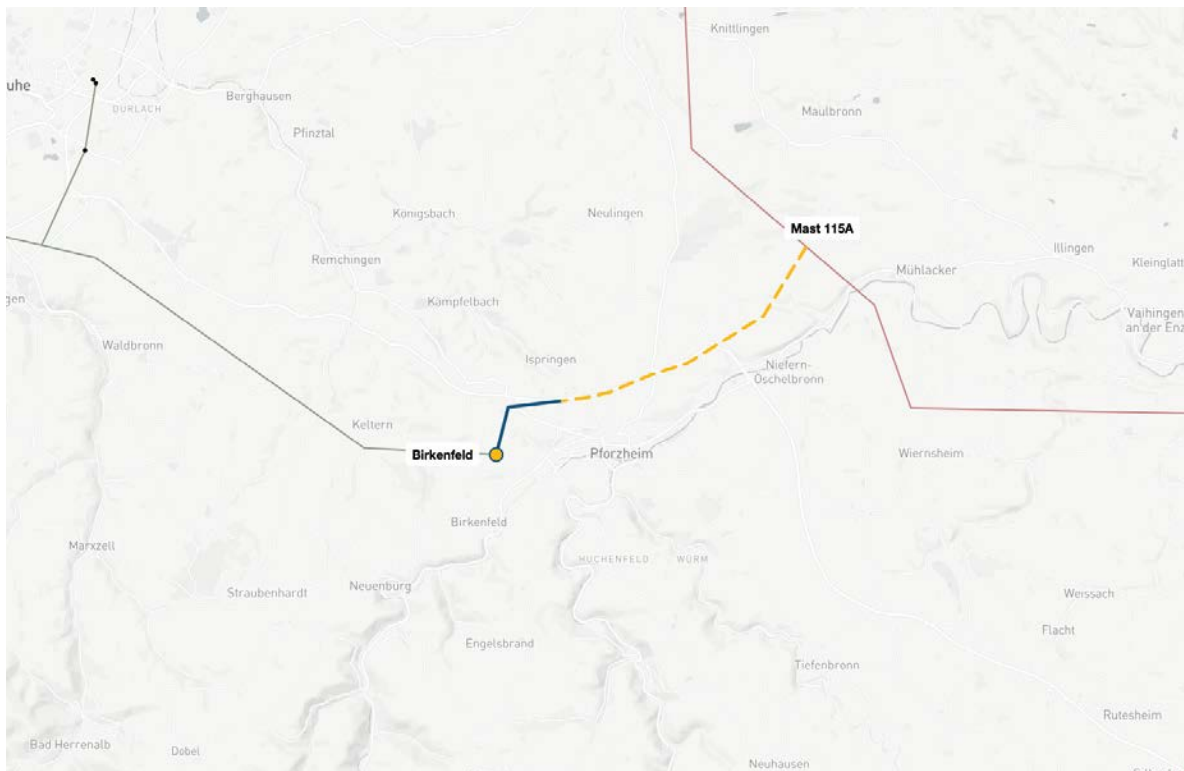 Knittlingen
uhe
DURLACH
Berghausen
Maulbronn
Pfinztal
Königsbach
Neulingen
Mast 115A
Illingen
Remchingen
Mühlacker
Kleinglatt
gen
Kämpfelbach
Vaihingen
an der Enz
Waldbronn
Ispringen
Niefern-
Öschelbronn
Keltern
Birkenfeld
Pforzheim
Wiernsheim
Birkenfeld
Marxzell
HUCHENFELD
WÜRM
Neuenbürg
Straubenhardt
Weissach
Flacht
Engelsbrand
Tiefenbronn
Rutesheim
Bad Herrenalb
Dobel
Neuhausen